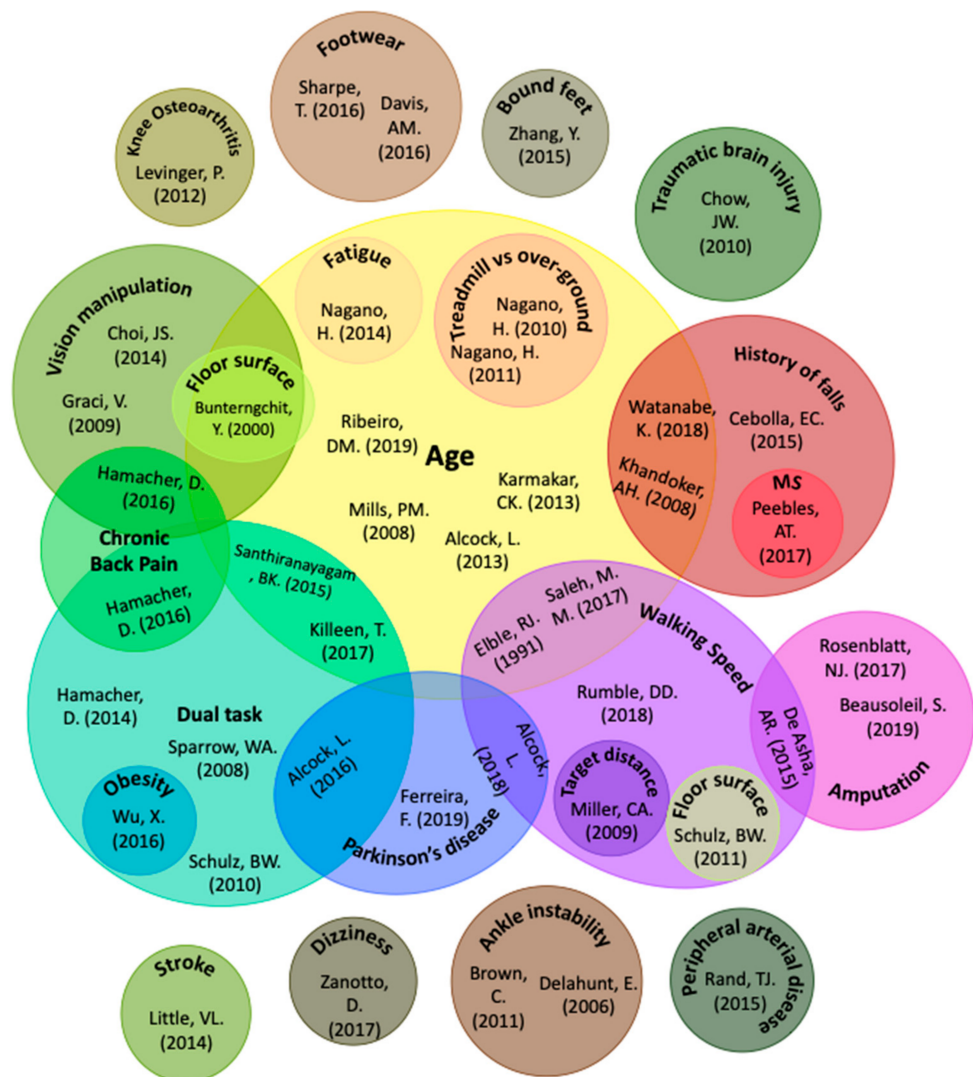 Footwear
Sharpe,
T. (2016)
Davis,
AM.
(2016)
Bound feet
Zhang, Y.
(2015)
Knee Osteoarthritis
Levinger, P.
(2012)
Traumatic brain injury
Chow,
JW.
(2010)
Vision manipulation
Choi, JS.
(2014)
Graci, V.
(2009)
Floor surface
Bunterngchit,
Y. (2000)
Fatigue
Nagano,
H. (2014)
Treadmill vs over-ground
Nagano,
H. (2010)
Nagano, H.
(2011)
Age
Ribeiro,
DM. (2019)
Mills, PM.
(2008)
Karmakar,
CK. (2013)
Alcock, L.
(2013)
History of falls
Watanabe,
K. (2018)
Khandoker,
AH. (2008)
Cebolla, EC.
(2015)
MS
Peebles,
AT.
(2017)
Hamacher, D.
(2016)
Chronic
Back Pain
Hamacher,
D. (2016)
Santhiranayagam
, BK. (2015)
Killeen, T.
(2017)
Hamacher,
D. (2014)
Dual task
Sparrow, WA.
(2008)
Obesity
Wu, X.
(2016)
Schulz, BW.
(2010)
Alcock, L.
(2016)
Ferreira,
F. (2019)
Parkinson's disease
Alcock,
L.
(2018)
Elble, RJ.
(1991)
Saleh, M.
M. (2017)
Walking Speed
Rumble, DD.
(2018)
Target distance
Miller, CA.
(2009)
Floor surface
Schulz, BW.
(2011)
De Asha,
AR. (2015)
Rosenblatt,
NJ. (2017)
Beausoleil, S.
(2019)
Amputation
Stroke
Little, VL.
(2014)
Dizziness
Zanotto,
D.
(2017)
Ankle instability
Brown,
C.
(2011)
Delahunt, E.
(2006)
Peripheral arterial disease
Rand, TJ.
(2015)